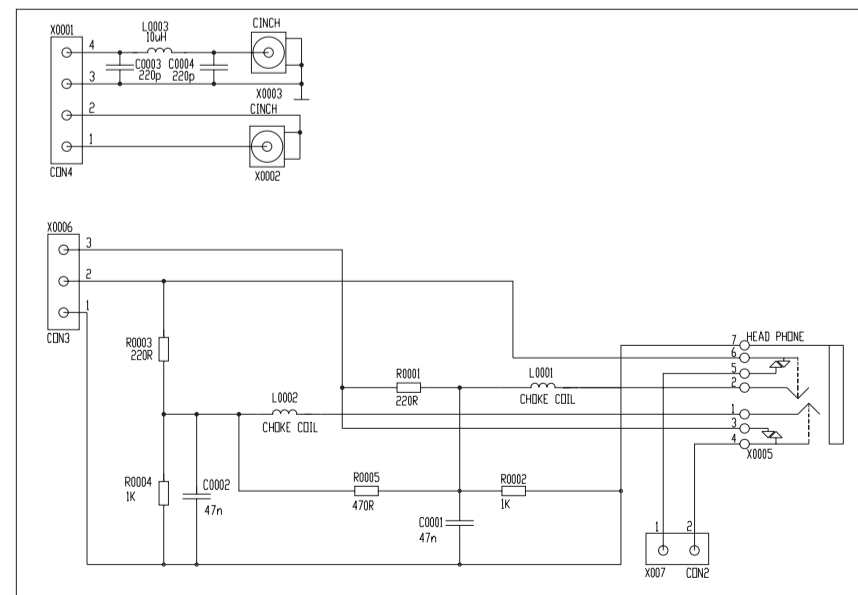 X0001
4
3
2
1
CON4
L0003
10uH
C0003
220p
C0004
220p
CINCH
X0003
CINCH
X0002
X0006
3
2
1
CON3
R0003
220R
L0002
CHOKE COIL
R0001
220R
L0001
CHOKE COIL
R0004
1K
C0002
47n
R0005
470R
R0002
1K
C0001
47n
HEAD PHONE
7
6
5
2
1
3
4
X0005
1
2
X007
CON2